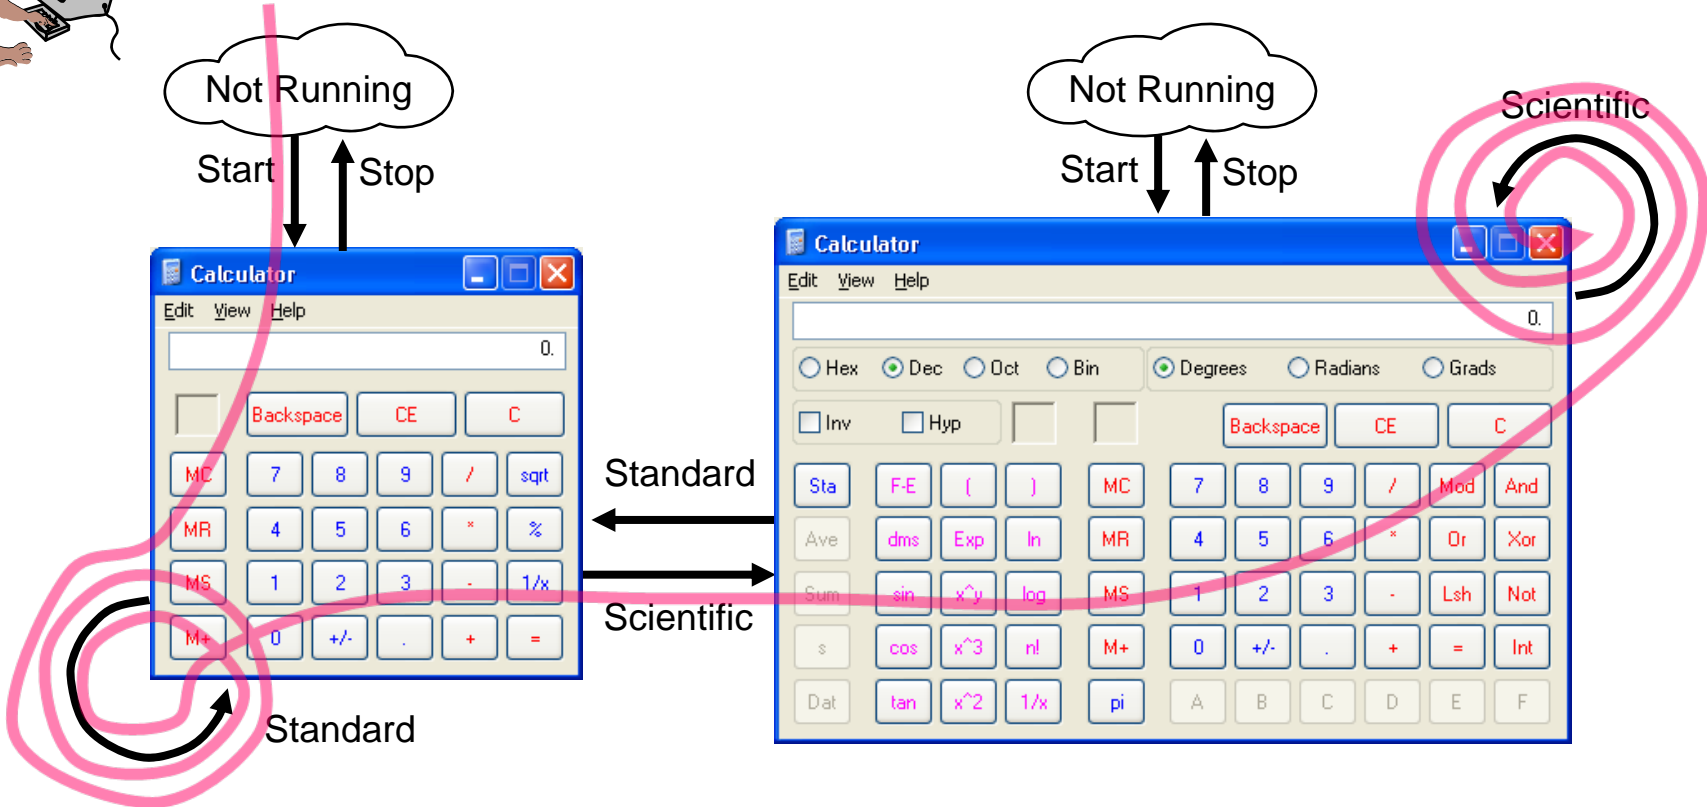 Not Running
Start
Stop
Calculator
Edit View Help
0.
Backspace CE C
MC 7 8 9 / sqrt
MR 4 5 6 * %
MS 1 2 3 - 1/x
M+ 0 +/- . + =
Standard
Standard
Scientific
Not Running
Start
Stop
Scientific
Calculator
Edit View Help
0.
Hex Dec Oct Bin Degrees Radians Grads
Inv Hyp Backspace CE C
Sta F-E ( ) MC 7 8 9 / Mod And
Ave dms Exp ln MR 4 5 6 * Or Xor
Sum sin x^y log MS 1 2 3 - Lsh Not
s cos x^3 n! M+ 0 +/- . + = Int
Dat tan x^2 1/x pi A B C D E F